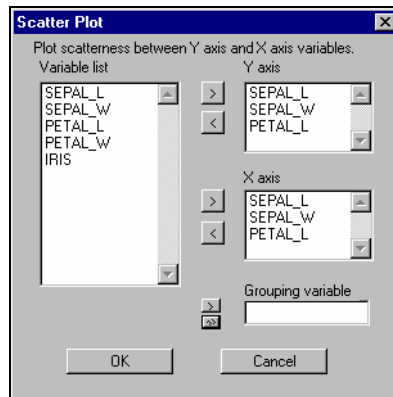 Scatter Plot
Plot scatterness between Y axis and X axis variables.
Variable list
SEPAL_L
SEPAL_W
PETAL_L
PETAL_W
IRIS
>
<
Y axis
SEPAL_L
SEPAL_W
PETAL_L
>
<
X axis
SEPAL_L
SEPAL_W
PETAL_L
>
Grouping variable
OK
Cancel